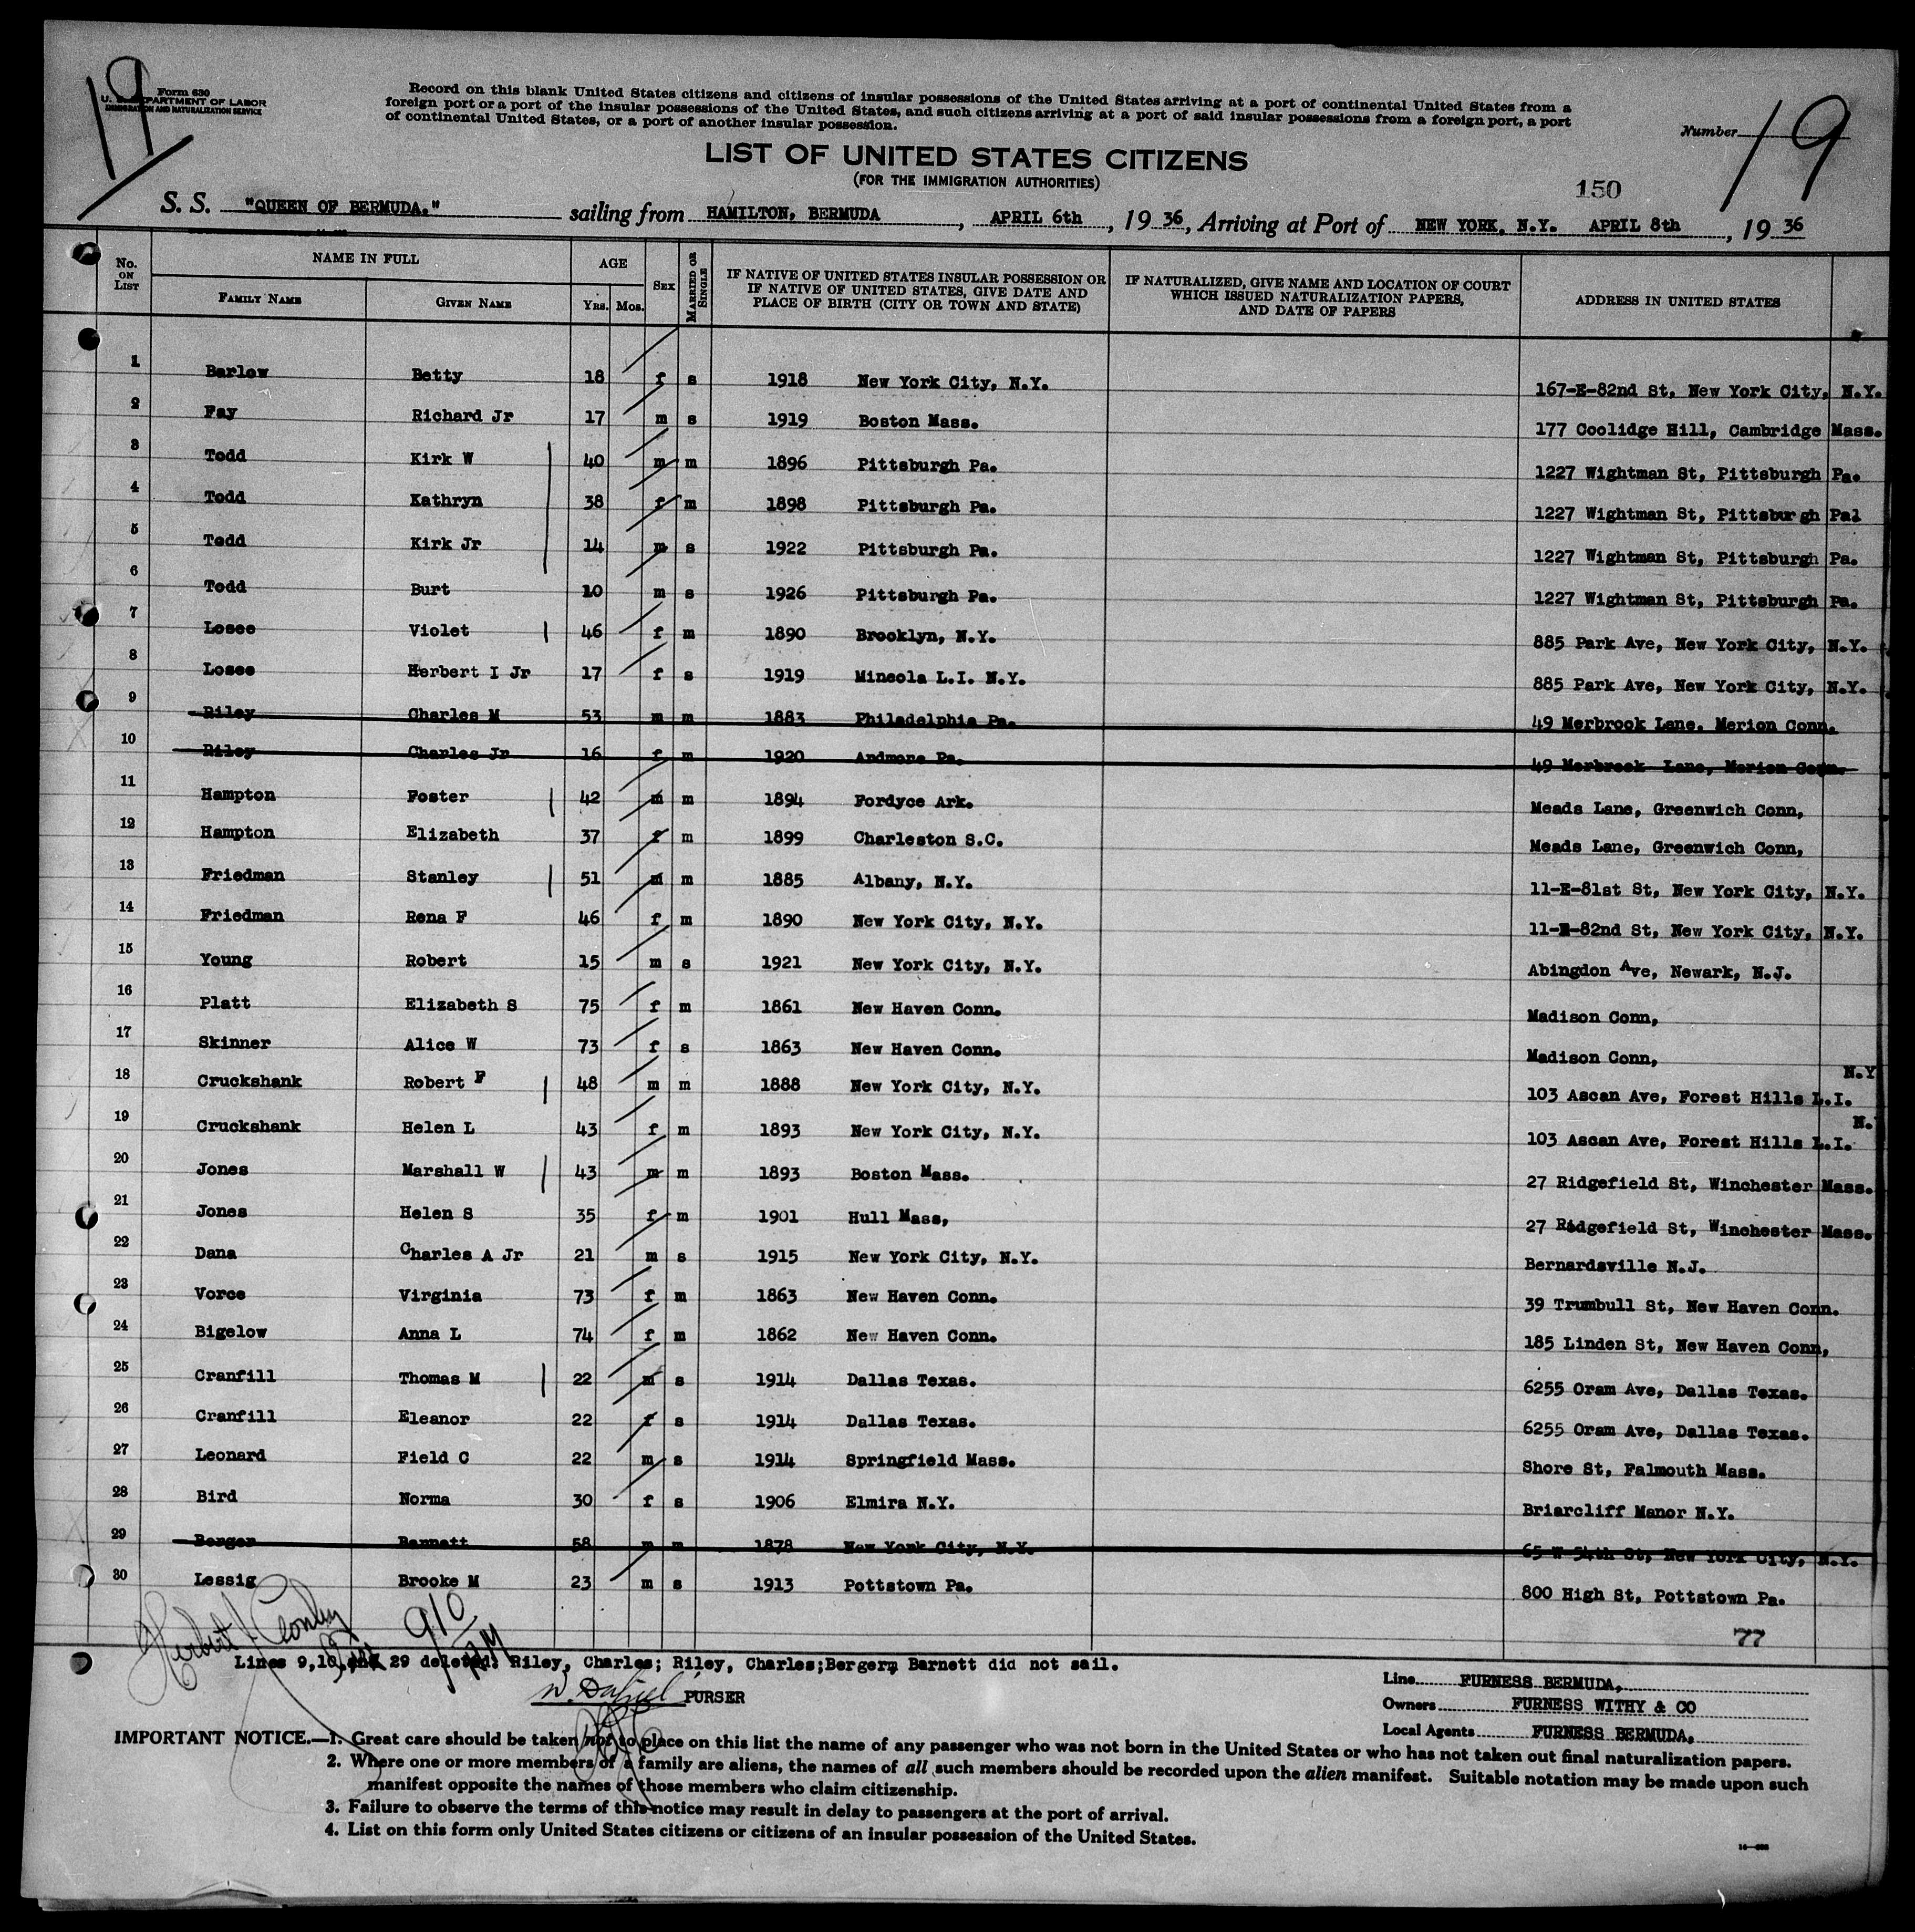 19
Form 630
U. S. DEPARTMENT OF LABOR
IMMIGRATION AND NATURALIZATION SERVICE
Record on this blank United States citizens and citizens of insular possessions of the United States arriving at a port of continental United States from a
foreign port or a port of the insular possessions of the United States, and such citizens arriving at a port of said insular possessions from a foreign port, a port
of continental United States, or a port of another insular possession.
Number 19
LIST OF UNITED STATES CITIZENS
(FOR THE IMMIGRATION AUTHORITIES)
150
S. S. "QUEEN OF BERMUDA." sailing from HAMILTON, BERMUDA, APRIL 6th, 19 36, Arriving at Port of NEW YORK, N.Y. APRIL 8th, 19 36
No. ON LIST
NAME IN FULL
FAMILY NAME GIVEN NAME
AGE
YRS. MOS.
SEX
MARRIED OR SINGLE
IF NATIVE OF UNITED STATES INSULAR POSSESSION OR
IF NATIVE OF UNITED STATES, GIVE DATE AND
PLACE OF BIRTH (CITY OR TOWN AND STATE)
IF NATURALIZED, GIVE NAME AND LOCATION OF COURT
WHICH ISSUED NATURALIZATION PAPERS,
AND DATE OF PAPERS
ADDRESS IN UNITED STATES
1 Barlow Betty 18 f s 1918 New York City, N.Y. 167-E-82nd St, New York City, N.Y.
2 Fay Richard Jr 17 m s 1919 Boston Mass. 177 Coolidge Hill, Cambridge Mass.
3 Todd Kirk W 40 m m 1896 Pittsburgh Pa. 1227 Wightman St, Pittsburgh Pa.
4 Todd Kathryn 38 f m 1898 Pittsburgh Pa. 1227 Wightman St, Pittsburgh Pal
5 Todd Kirk Jr 14 m s 1922 Pittsburgh Pa. 1227 Wightman St, Pittsburgh Pa.
6 Todd Burt 10 m s 1926 Pittsburgh Pa. 1227 Wightman St, Pittsburgh Pa.
7 Losee Violet 46 f m 1890 Brooklyn, N.Y. 885 Park Ave, New York City, N.Y.
8 Losee Herbert I Jr 17 f s 1919 Mineola L.I. N.Y. 885 Park Ave, New York City, N.Y.
9 Riley Charles M 53 m m 1883 Philadelphia Pa. 49 Merbrook Lane, Merion Conn.
10 Riley Charles Jr 16 f m 1920 Andmore Pa. 49 Merbrook Lane, Merion Conn.
11 Hampton Foster 42 m m 1894 Fordyce Ark. Meads Lane, Greenwich Conn,
12 Hampton Elizabeth 37 f m 1899 Charleston S.C. Meads Lane, Greenwich Conn,
13 Friedman Stanley 51 m m 1885 Albany, N.Y. 11-E-81st St, New York City, N.Y.
14 Friedman Rena F 46 f m 1890 New York City, N.Y. 11-E-82nd St, New York City, N.Y.
15 Young Robert 15 m s 1921 New York City, N.Y. Abingdon Ave, Newark, N.J.
16 Platt Elizabeth S 75 f m 1861 New Haven Conn. Madison Conn,
17 Skinner Alice W 73 f s 1863 New Haven Conn. Madison Conn,
18 Cruckshank Robert F 48 m m 1888 New York City, N.Y. 103 Ascan Ave, Forest Hills L.I. N.Y
19 Cruckshank Helen L 43 f m 1893 New York City, N.Y. 103 Ascan Ave, Forest Hills L.I. N.
20 Jones Marshall W 43 m m 1893 Boston Mass. 27 Ridgefield St, Winchester Mass.
21 Jones Helen S 35 f m 1901 Hull Mass, 27 Ridgefield St, Winchester Mass.
22 Dana Charles A Jr 21 m s 1915 New York City, N.Y. Bernardsville N.J.
23 Vorce Virginia 73 f m 1863 New Haven Conn. 39 Trumbull St, New Haven Conn.
24 Bigelow Anna L 74 f m 1862 New Haven Conn. 185 Linden St, New Haven Conn,
25 Cranfill Thomas M 22 m s 1914 Dallas Texas. 6255 Oram Ave, Dallas Texas.
26 Cranfill Eleanor 22 f s 1914 Dallas Texas. 6255 Oram Ave, Dallas Texas.
27 Leonard Field C 22 m s 1914 Springfield Mass. Shore St, Falmouth Mass.
28 Bird Norma 30 f s 1906 Elmira N.Y. Briarcliff Manor N.Y.
29 Berger Barnett 58 m m 1878 New York City, N.Y. 65 W 54th St, New York City, N.Y.
30 Lessig Brooke M 23 m s 1913 Pottstown Pa. 800 High St, Pottstown Pa.
77
910 AM
Lines 9,10,and 29 deleted. Riley, Charles; Riley, Charles;Berger, Barnett did not sail.
PURSER
Line FURNESS BERMUDA,
Owners FURNESS WITHY & CO
Local Agents FURNESS BERMUDA,
IMPORTANT NOTICE.—1. Great care should be taken not to place on this list the name of any passenger who was not born in the United States or who has not taken out final naturalization papers.
2. Where one or more members of a family are aliens, the names of all such members should be recorded upon the alien manifest. Suitable notation may be made upon such
manifest opposite the names of those members who claim citizenship.
3. Failure to observe the terms of this notice may result in delay to passengers at the port of arrival.
4. List on this form only United States citizens or citizens of an insular possession of the United States.